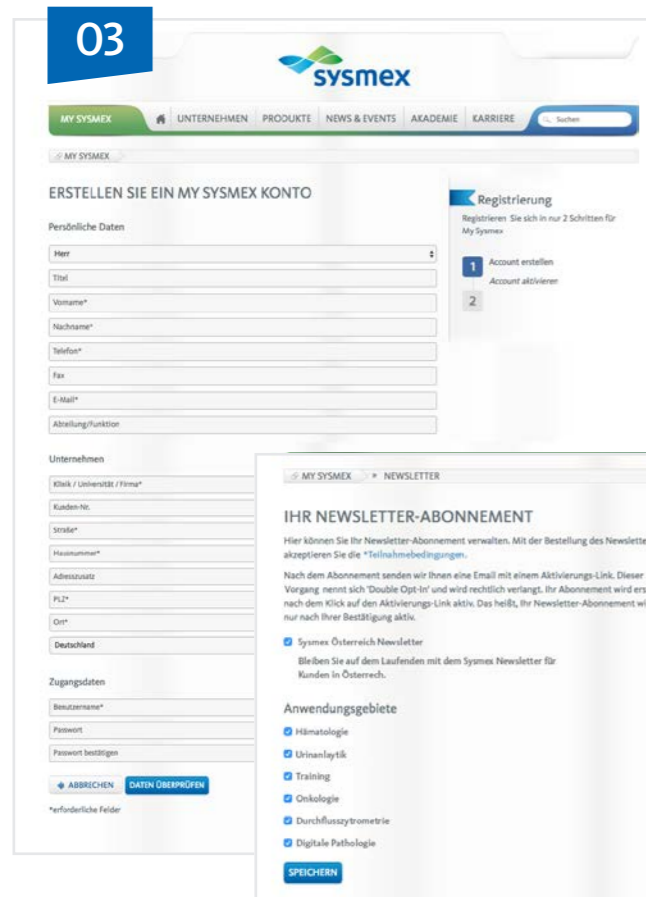 03
sysmex
MY SYSMEX UNTERNEHMEN PRODUKTE NEWS & EVENTS AKADEMIE KARRIERE Suchen
MY SYSMEX
ERSTELLEN SIE EIN MY SYSMEX KONTO
Persönliche Daten
Herr
Titel
Vorname*
Nachname*
Telefon*
Fax
E-Mail*
Abteilung/Funktion
Registrierung
Registrieren Sie sich in nur 2 Schritten für
My Sysmex
1 Account erstellen
Account aktivieren
2
Unternehmen
Klinik / Universität / Firma*
Kunden-Nr.
Straße*
Hausnummer*
Adresszusatz
PLZ*
Ort*
Deutschland
Zugangsdaten
Benutzername*
Passwort
Passwort bestätigen
ABBRECHEN DATEN ÜBERPRÜFEN
*erforderliche Felder
MY SYSMEX » NEWSLETTER
IHR NEWSLETTER-ABONNEMENT
Hier können Sie Ihr Newsletter-Abonnement verwalten. Mit der Bestellung des Newslette
akzeptieren Sie die *Teilnahmebedingungen.
Nach dem Abonnement senden wir Ihnen eine Email mit einem Aktivierungs-Link. Dieser
Vorgang nennt sich 'Double Opt-In' und wird rechtlich verlangt. Ihr Abonnement wird ers
nach dem Klick auf den Aktivierungs-Link aktiv. Das heißt, Ihr Newsletter-Abonnement wi
nur nach Ihrer Bestätigung aktiv.
Sysmex Österreich Newsletter
Bleiben Sie auf dem Laufenden mit dem Sysmex Newsletter für
Kunden in Österrech.
Anwendungsgebiete
Hämatologie
Urinanlaytik
Training
Onkologie
Durchflusszytrometrie
Digitale Pathologie
SPEICHERN